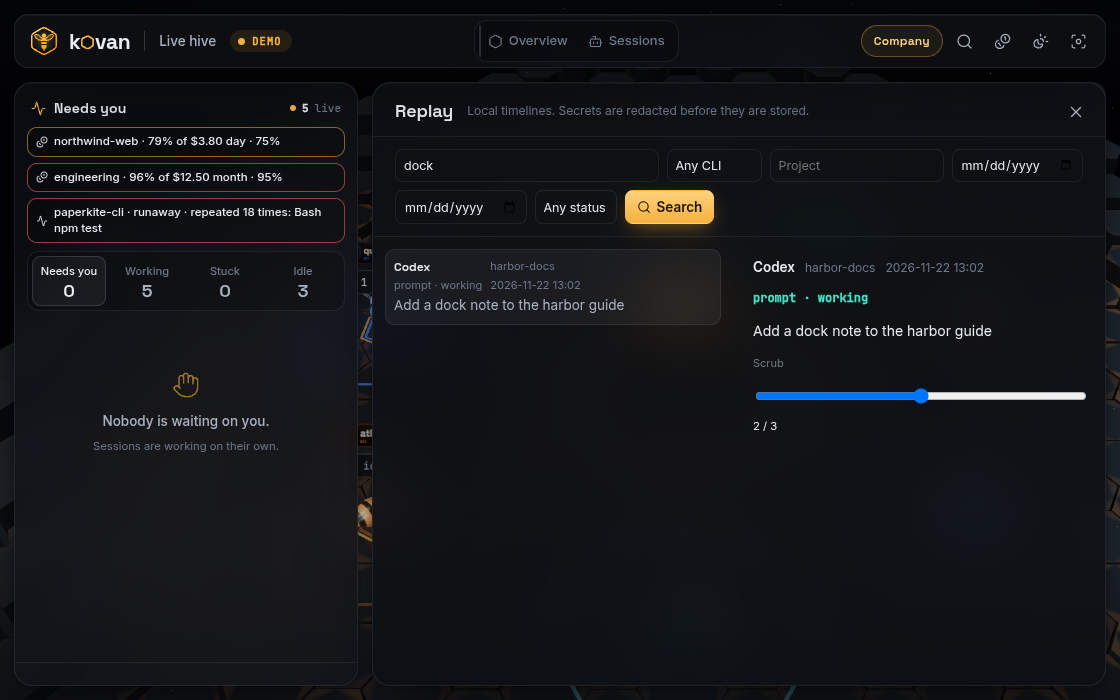 kovan Live hive DEMO Overview Sessions Company
Needs you 5 live
northwind-web · 79% of $3.80 day · 75%
engineering · 96% of $12.50 month · 95%
paperkite-cli · runaway · repeated 18 times: Bash
npm test
Needs you Working Stuck Idle
0 5 0 3
Nobody is waiting on you.
Sessions are working on their own.
Replay Local timelines. Secrets are redacted before they are stored.
dock Any CLI Project mm/dd/yyyy
mm/dd/yyyy Any status Search
Codex harbor-docs
prompt · working 2026-11-22 13:02
Add a dock note to the harbor guide
Codex harbor-docs 2026-11-22 13:02
prompt · working
Add a dock note to the harbor guide
Scrub
2 / 3